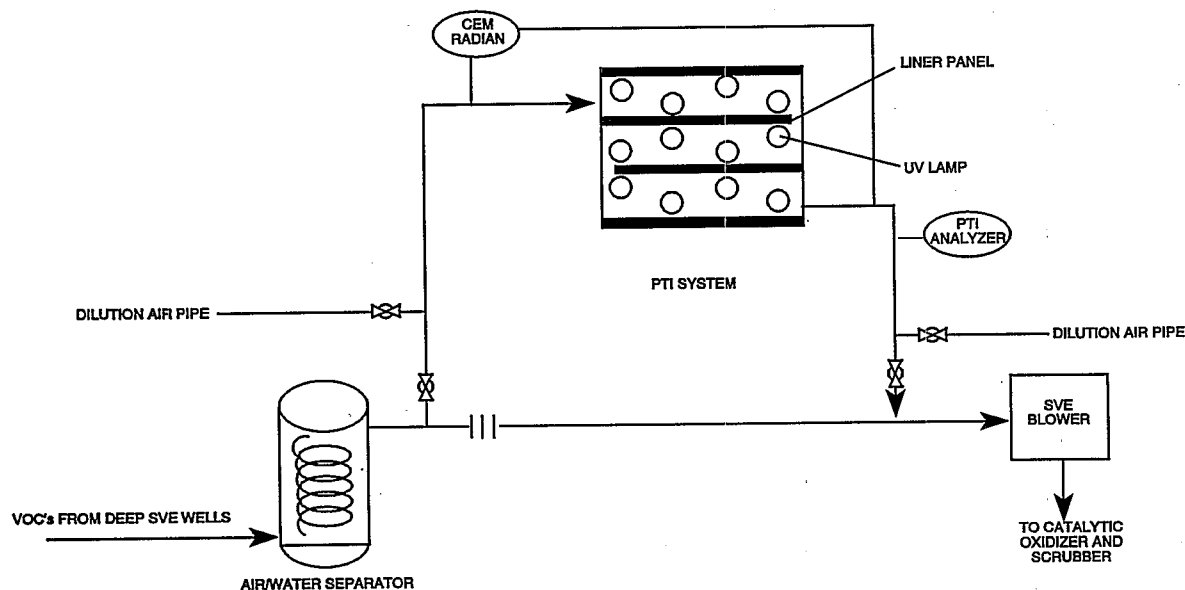 CEM
RADIAN
LINER PANEL
UV LAMP
PTI
ANALYZER
PTI SYSTEM
DILUTION AIR PIPE
DILUTION AIR PIPE
SVE
BLOWER
VOC's FROM DEEP SVE WELLS
TO CATALYTIC
OXIDIZER AND
SCRUBBER
AIR/WATER SEPARATOR